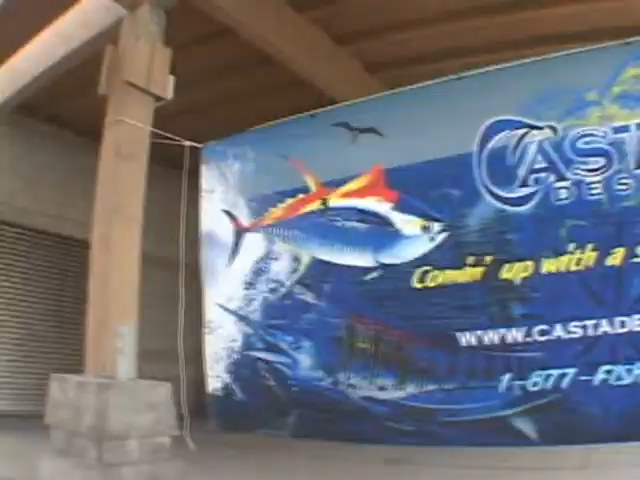 CAST
DES
Comin' up with a s
WWW.CASTADE
1-877-FISH